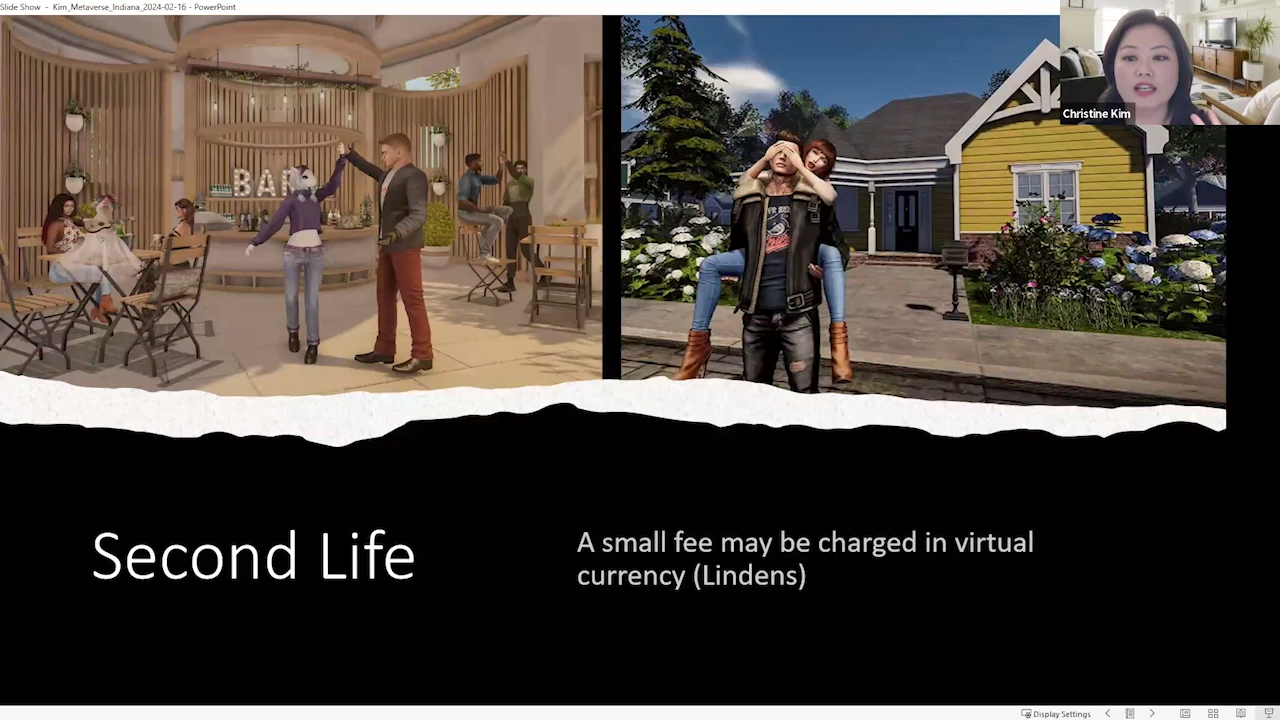 Slide Show - Kim_Metaverse_Indiana_2024-02-16 - PowerPoint
Christine Kim
BAR
Second Life
A small fee may be charged in virtual
currency (Lindens)
Display Settings